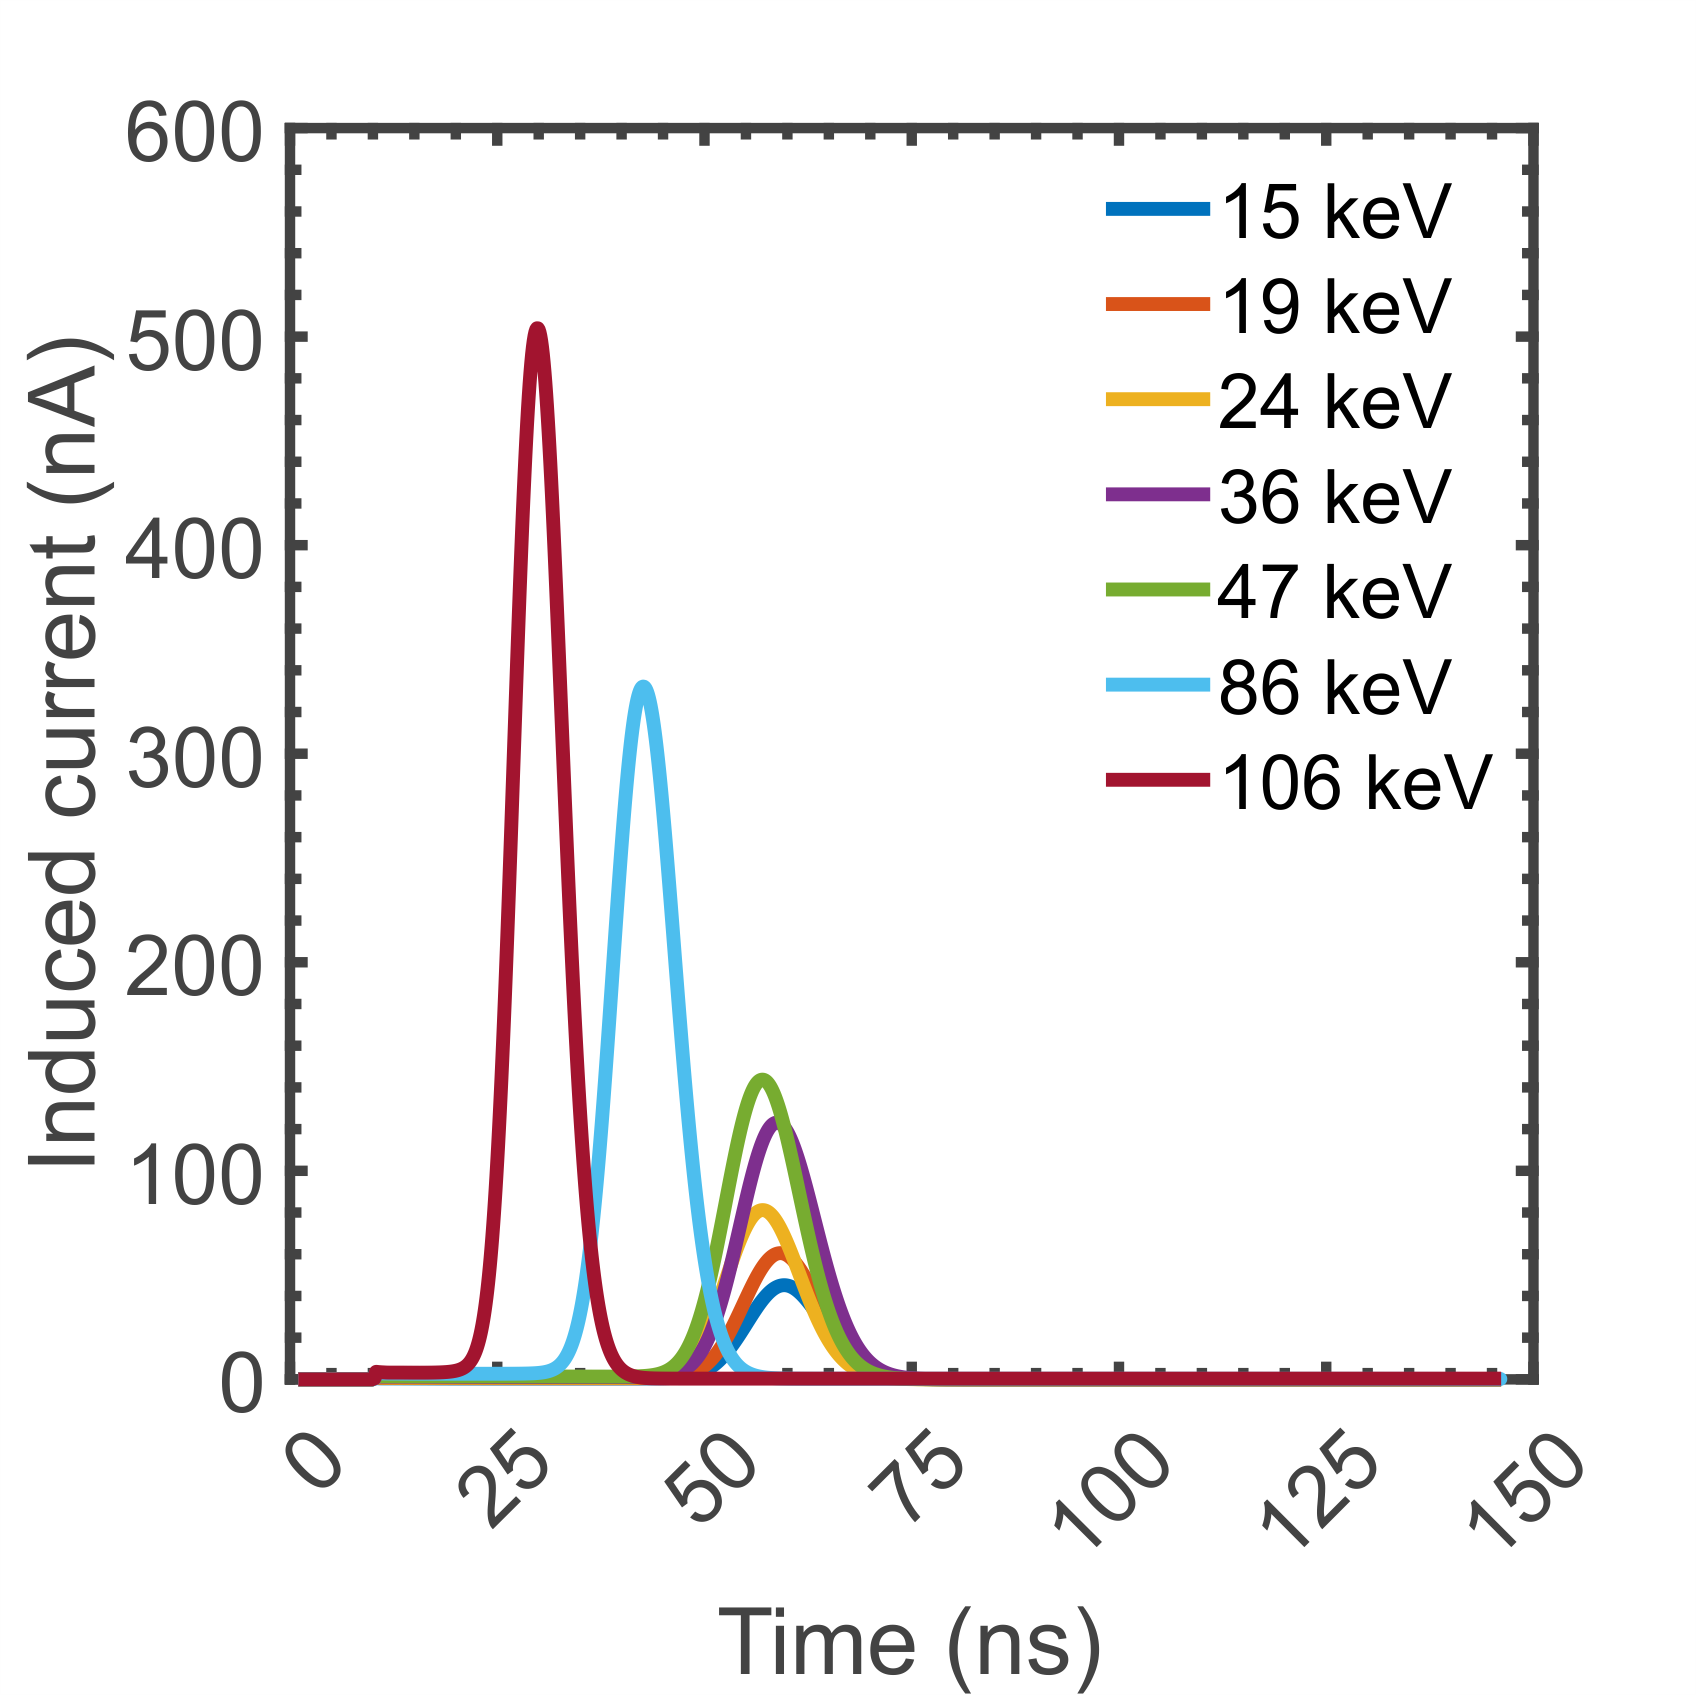 600
500
400
300
200
100
0
Induced current (nA)
15 keV
19 keV
24 keV
36 keV
47 keV
86 keV
106 keV
0
25
50
75
100
125
150
Time (ns)